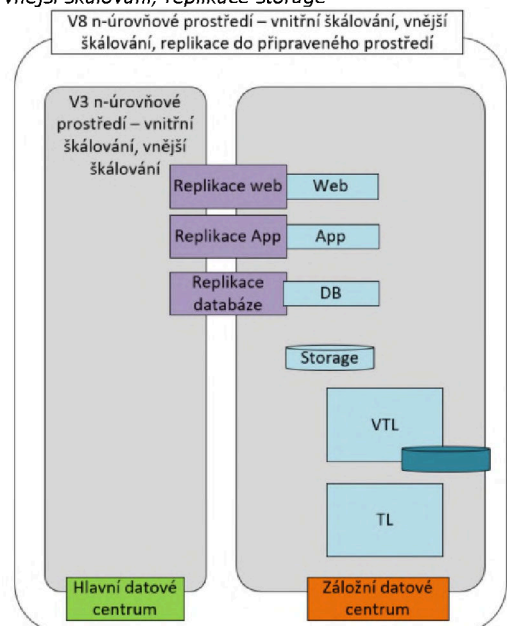 vnější škálování, replikace storage
V8 n-úrovňové prostředí – vnitřní škálování, vnější
škálování, replikace do připraveného prostředí
V3 n-úrovňové
prostředí – vnitřní
škálování, vnější
škálování
Replikace web
Web
Replikace App
App
Replikace
databáze
DB
Storage
VTL
TL
Hlavní datové
centrum
Záložní datové
centrum